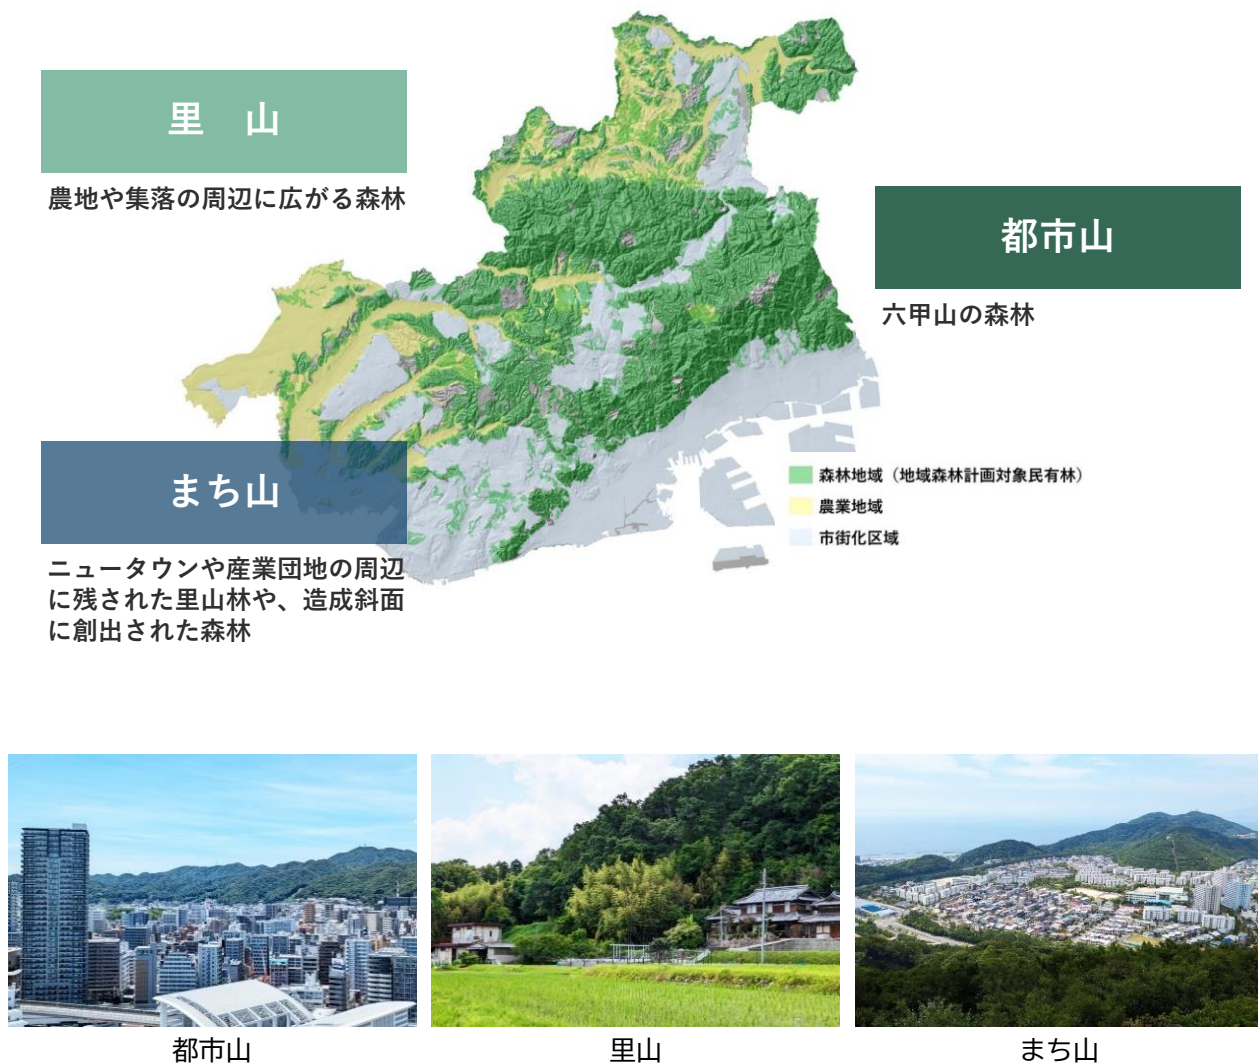 里　山
農地や集落の周辺に広がる森林
都市山
六甲山の森林
まち山
ニュータウンや産業団地の周辺
に残された里山林や、造成斜面
に創出された森林
森林地域（地域森林計画対象民有林）
農業地域
市街化区域
都市山
里山
まち山